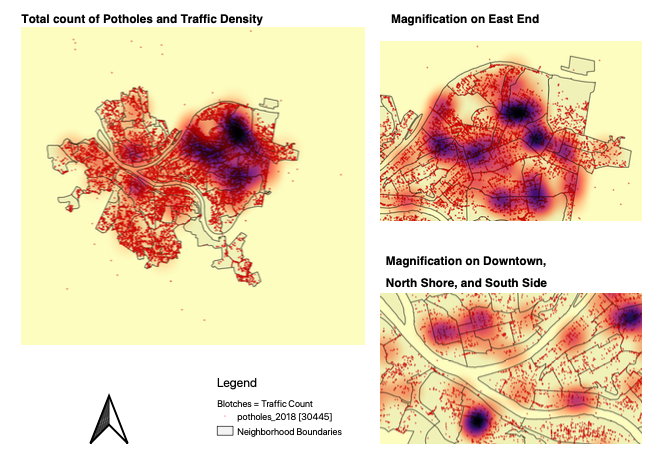 Total count of Potholes and Traffic Density
Magnification on East End
Magnification on Downtown,
North Shore, and South Side
Legend
Blotches = Traffic Count
potholes_2018 [30445]
Neighborhood Boundaries